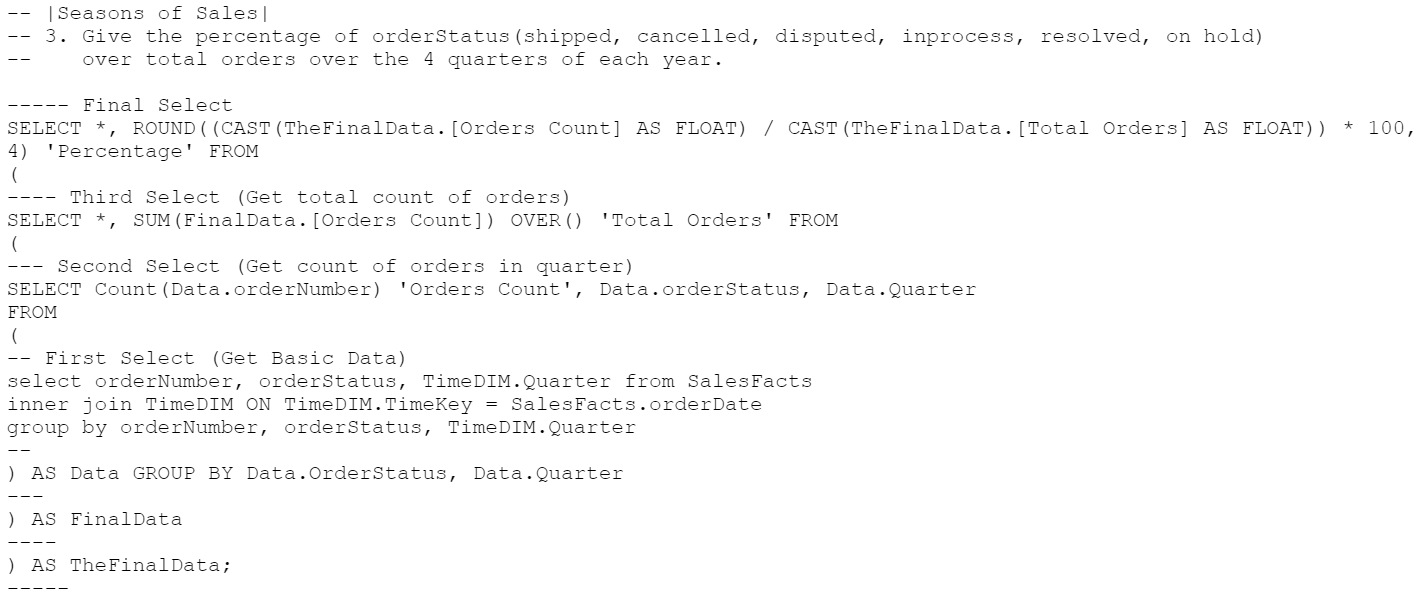 -- |Seasons of Sales|
-- 3. Give the percentage of orderStatus(shipped, cancelled, disputed, inprocess, resolved, on hold)
--    over total orders over the 4 quarters of each year.
----- Final Select
SELECT *, ROUND((CAST(TheFinalData.[Orders Count] AS FLOAT) / CAST(TheFinalData.[Total Orders] AS FLOAT)) * 100,
4) 'Percentage' FROM
(
---- Third Select (Get total count of orders)
SELECT *, SUM(FinalData.[Orders Count]) OVER() 'Total Orders' FROM
(
--- Second Select (Get count of orders in quarter)
SELECT Count(Data.orderNumber) 'Orders Count', Data.orderStatus, Data.Quarter
FROM
(
-- First Select (Get Basic Data)
select orderNumber, orderStatus, TimeDIM.Quarter from SalesFacts
inner join TimeDIM ON TimeDIM.TimeKey = SalesFacts.orderDate
group by orderNumber, orderStatus, TimeDIM.Quarter
--
) AS Data GROUP BY Data.OrderStatus, Data.Quarter
---
) AS FinalData
----
) AS TheFinalData;
-----